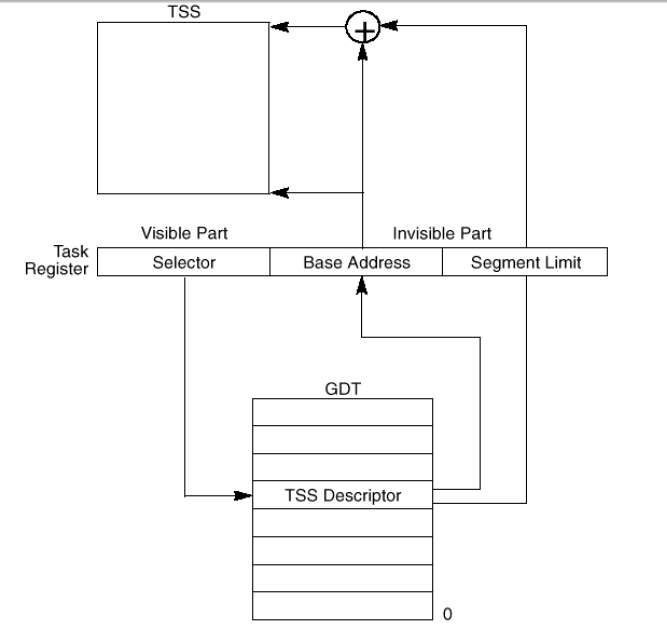 TSS
+
Visible Part
Invisible Part
Task
Register
Selector
Base Address
Segment Limit
GDT
TSS Descriptor
0